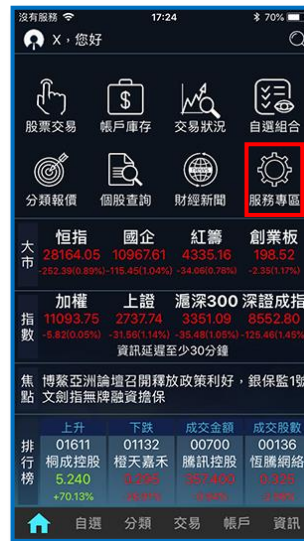 沒有服務 17:24 70%
X，您好
股票交易 帳戶庫存 交易狀況 自選組合
分類報價 個股查詢 財經新聞 服務專區
大市 恒指 國企 紅籌 創業板
28164.05 10967.61 4335.16 198.52
-252.39(0.89%) -115.45(1.04%) -34.06(0.78%) -2.35(1.17%)
指數 加權 上證 滬深300 深證成指
11093.75 2737.74 3351.09 8552.80
-5.82(0.05%) -31.56(1.14%) -35.48(1.05%) -125.46(1.45%)
資訊延遲至少30分鐘
焦點 博鰲亞洲論壇召開釋放政策利好，銀保監1號
文創指無牌融資擔保
排行榜 上升 下跌 成交金額 成交股數
01611 01132 00700 00136
桐成控股 橙天嘉禾 騰訊控股 恆騰網絡
5.240
+70.13%
自選 分類 交易 帳戶 資訊